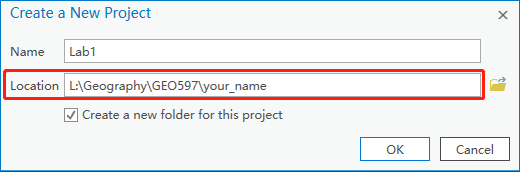 Create a New Project
Name Lab1
Location L:\Geography\GEO597\your_name
Create a new folder for this project
OK Cancel